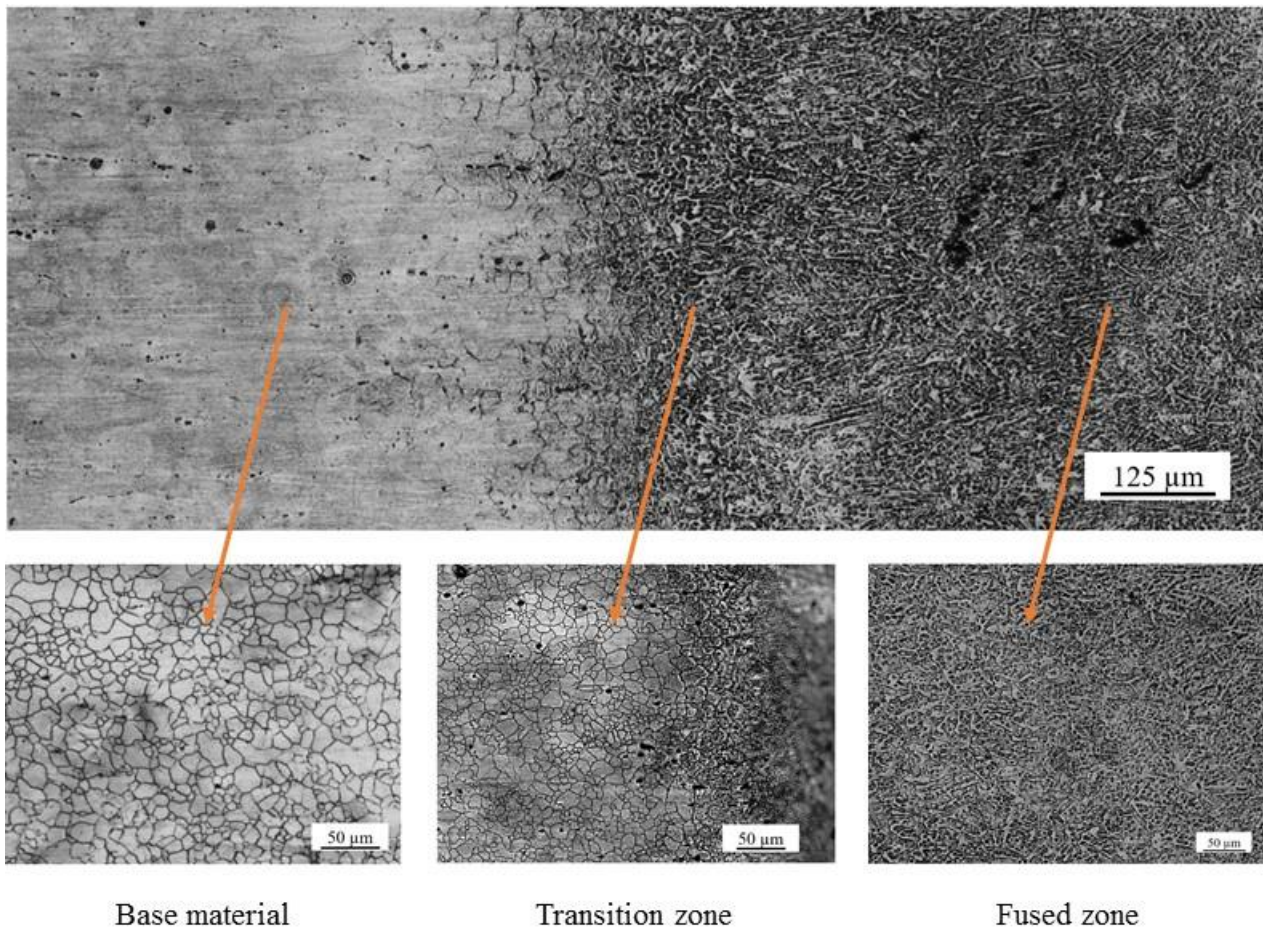 125 µm
50 µm
50 µm
50 µm
Base material
Transition zone
Fused zone